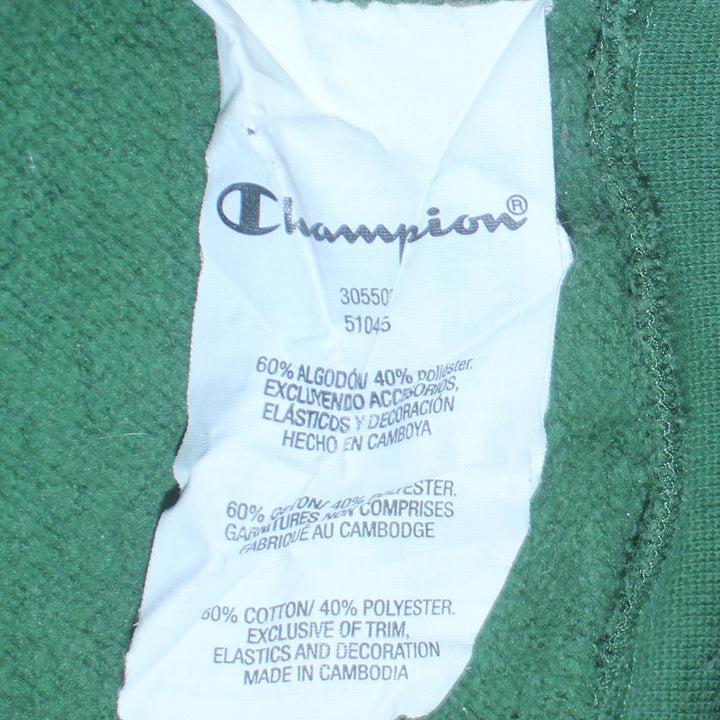 Champion®
30550
51045
60% ALGODÓN/ 40% poliéster.
EXCLUYENDO ACCESORIOS,
ELÁSTICOS Y DECORACIÓN
HECHO EN CAMBOYA
60% COTON/ 40% POLYESTER.
GARNITURES NON COMPRISES
FABRIQUÉ AU CAMBODGE
60% COTTON/ 40% POLYESTER.
EXCLUSIVE OF TRIM,
ELASTICS AND DECORATION
MADE IN CAMBODIA